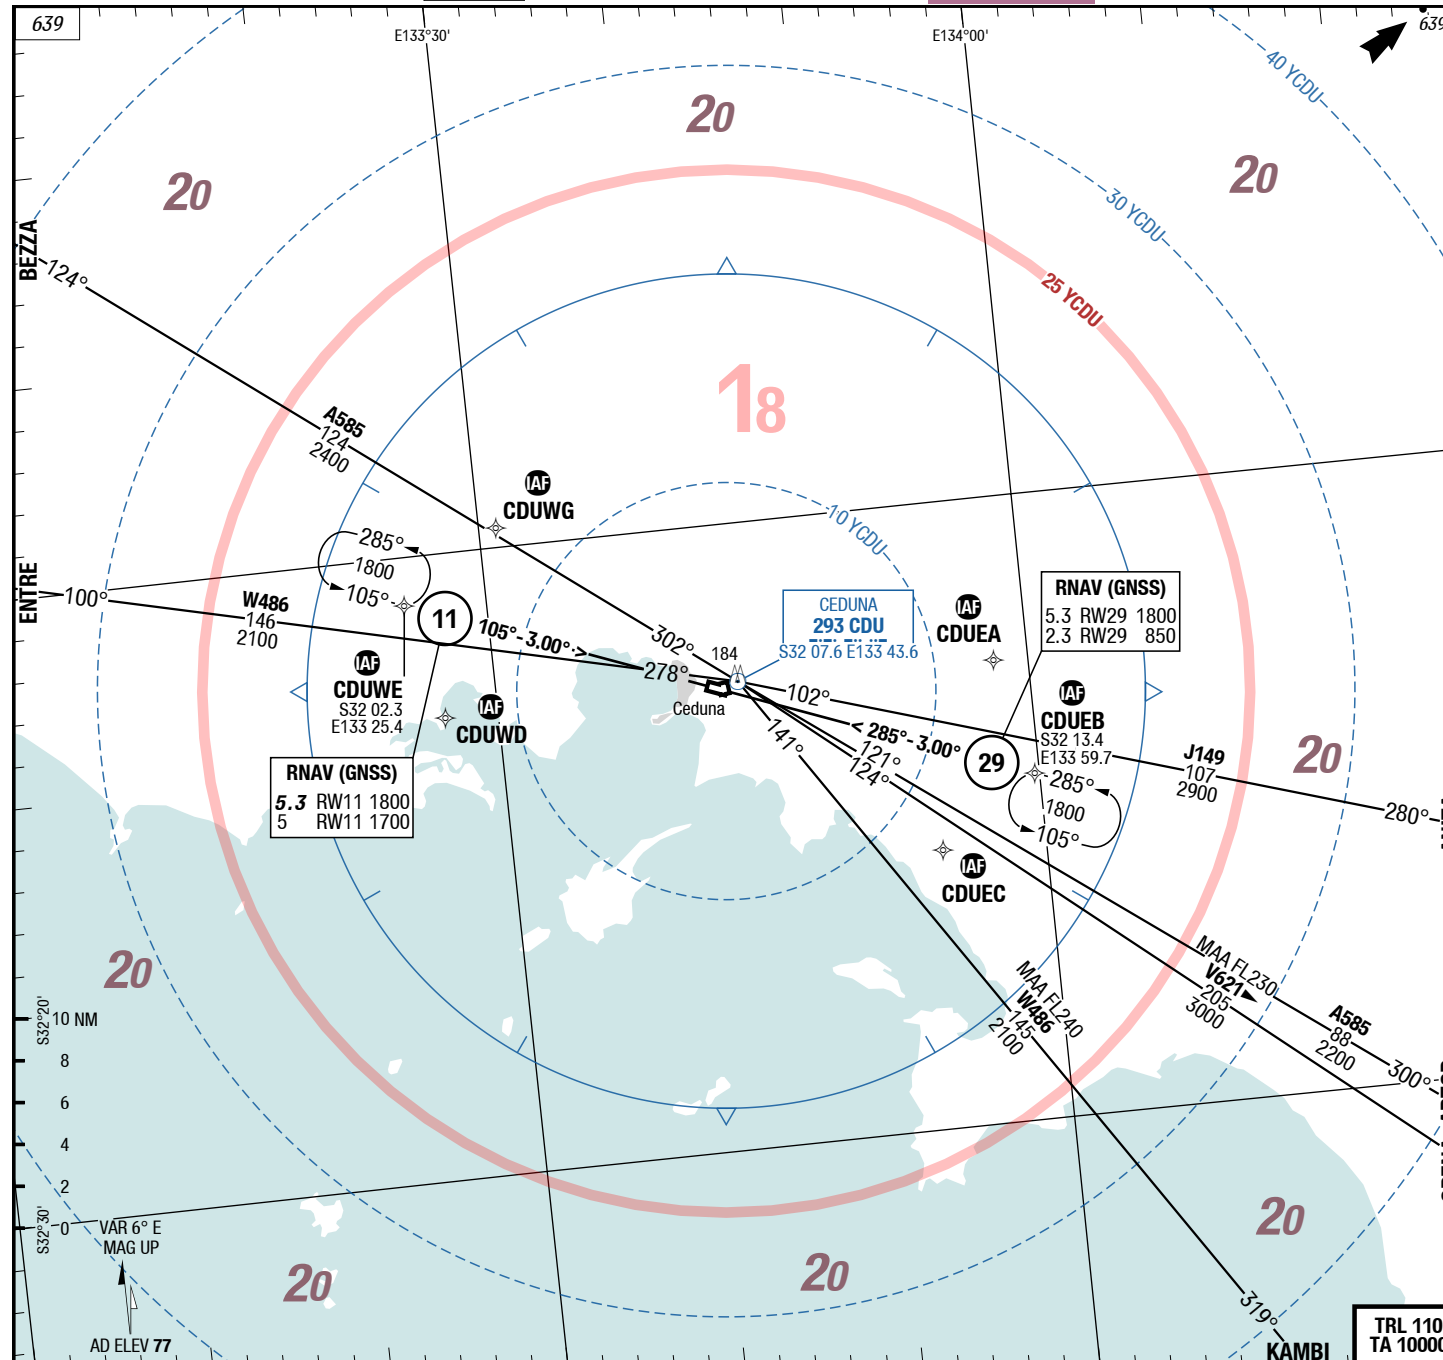 639
E133°30'
E134°00'
639
40 YCDU
20
20
20
30 YCDU
BEZZA
124°
25 YCDU
18
A585
124
2400
IAF
CDUWG
10 YCDU
285°
1800
105°
ENTRE
100°
W486
146
2100
11
105°- 3.00° >
302°
278°
184
CEDUNA
293 CDU
S32 07.6 E133 43.6
IAF
CDUEA
RNAV (GNSS)
5.3 RW29 1800
2.3 RW29 850
IAF
CDUWE
S32 02.3
E133 25.4
IAF
CDUWD
Ceduna
102°
141°
< 285°- 3.00°
121°
124°
29
IAF
CDUEB
S32 13.4
E133 59.7
285°
1800
105°
J149
107
2900
280°
20
RNAV (GNSS)
5.3 RW11 1800
5 RW11 1700
IAF
CDUEC
20
MAA FL230
V621
205
3000
MAA FL240
W486
145
2100
A585
88
2200
300°
S32°20'
10 NM
8
6
4
2
0
S32°30'
VAR 6° E
MAG UP
AD ELEV 77
20
20
20
319°
KAMBI
TRL 110
TA 10000